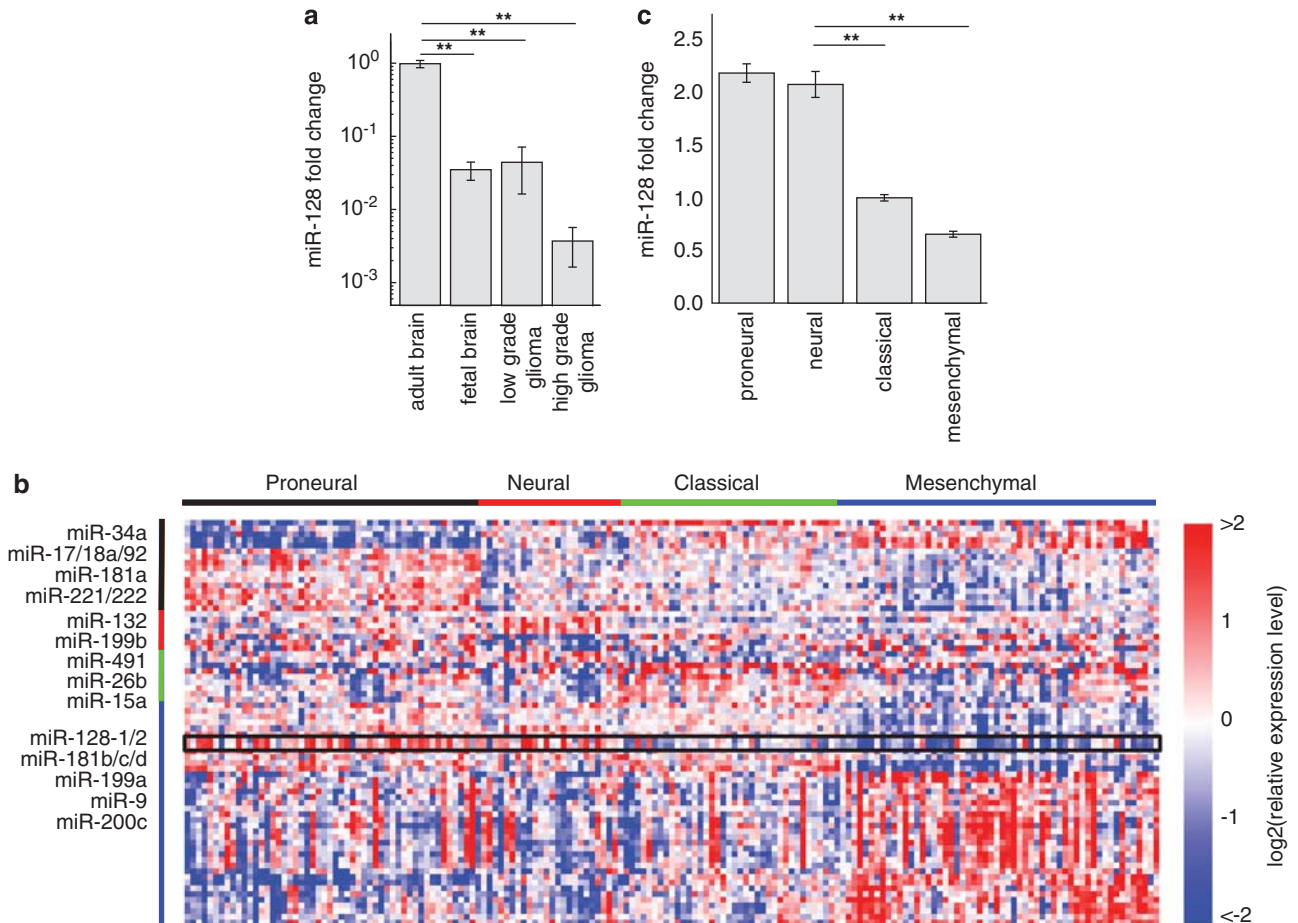 a
**
**
**
miR-128 fold change
10⁰
10⁻¹
10⁻²
10⁻³
adult brain
fetal brain
low grade
glioma
high grade
glioma
c
**
**
miR-128 fold change
2.5
2.0
1.5
1.0
0.5
0.0
proneural
neural
classical
mesenchymal
b
Proneural Neural Classical Mesenchymal
miR-34a
miR-17/18a/92
miR-181a
miR-221/222
miR-132
miR-199b
miR-491
miR-26b
miR-15a
miR-128-1/2
miR-181b/c/d
miR-199a
miR-9
miR-200c
>2
1
0
-1
<-2
log2(relative expression level)